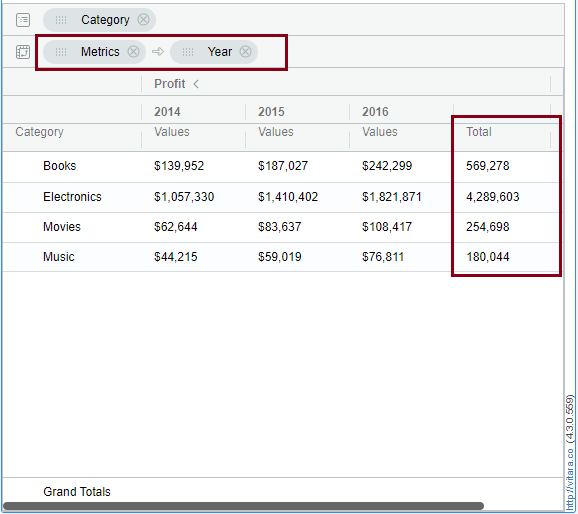 Category
Metrics Year
Profit
2014 2015 2016
Category Values Values Values Total
Books $139,952 $187,027 $242,299 569,278
Electronics $1,057,330 $1,410,402 $1,821,871 4,289,603
Movies $62,644 $83,637 $108,417 254,698
Music $44,215 $59,019 $76,811 180,044
Grand Totals
http://vitara.co (4.3.0.559)